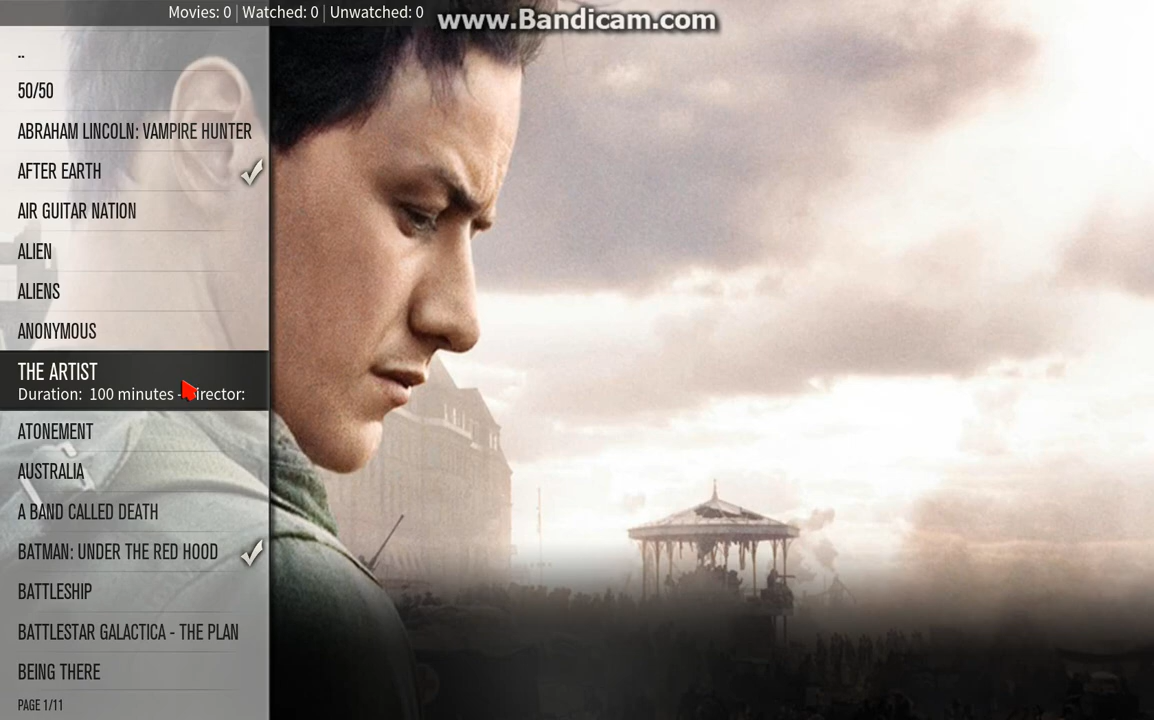 Movies: 0 | Watched: 0 | Unwatched: 0
www.Bandicam.com
..
50/50
ABRAHAM LINCOLN: VAMPIRE HUNTER
AFTER EARTH
AIR GUITAR NATION
ALIEN
ALIENS
ANONYMOUS
THE ARTIST
Duration: 100 minutes - Director:
ATONEMENT
AUSTRALIA
A BAND CALLED DEATH
BATMAN: UNDER THE RED HOOD
BATTLESHIP
BATTLESTAR GALACTICA - THE PLAN
BEING THERE
PAGE 1/11